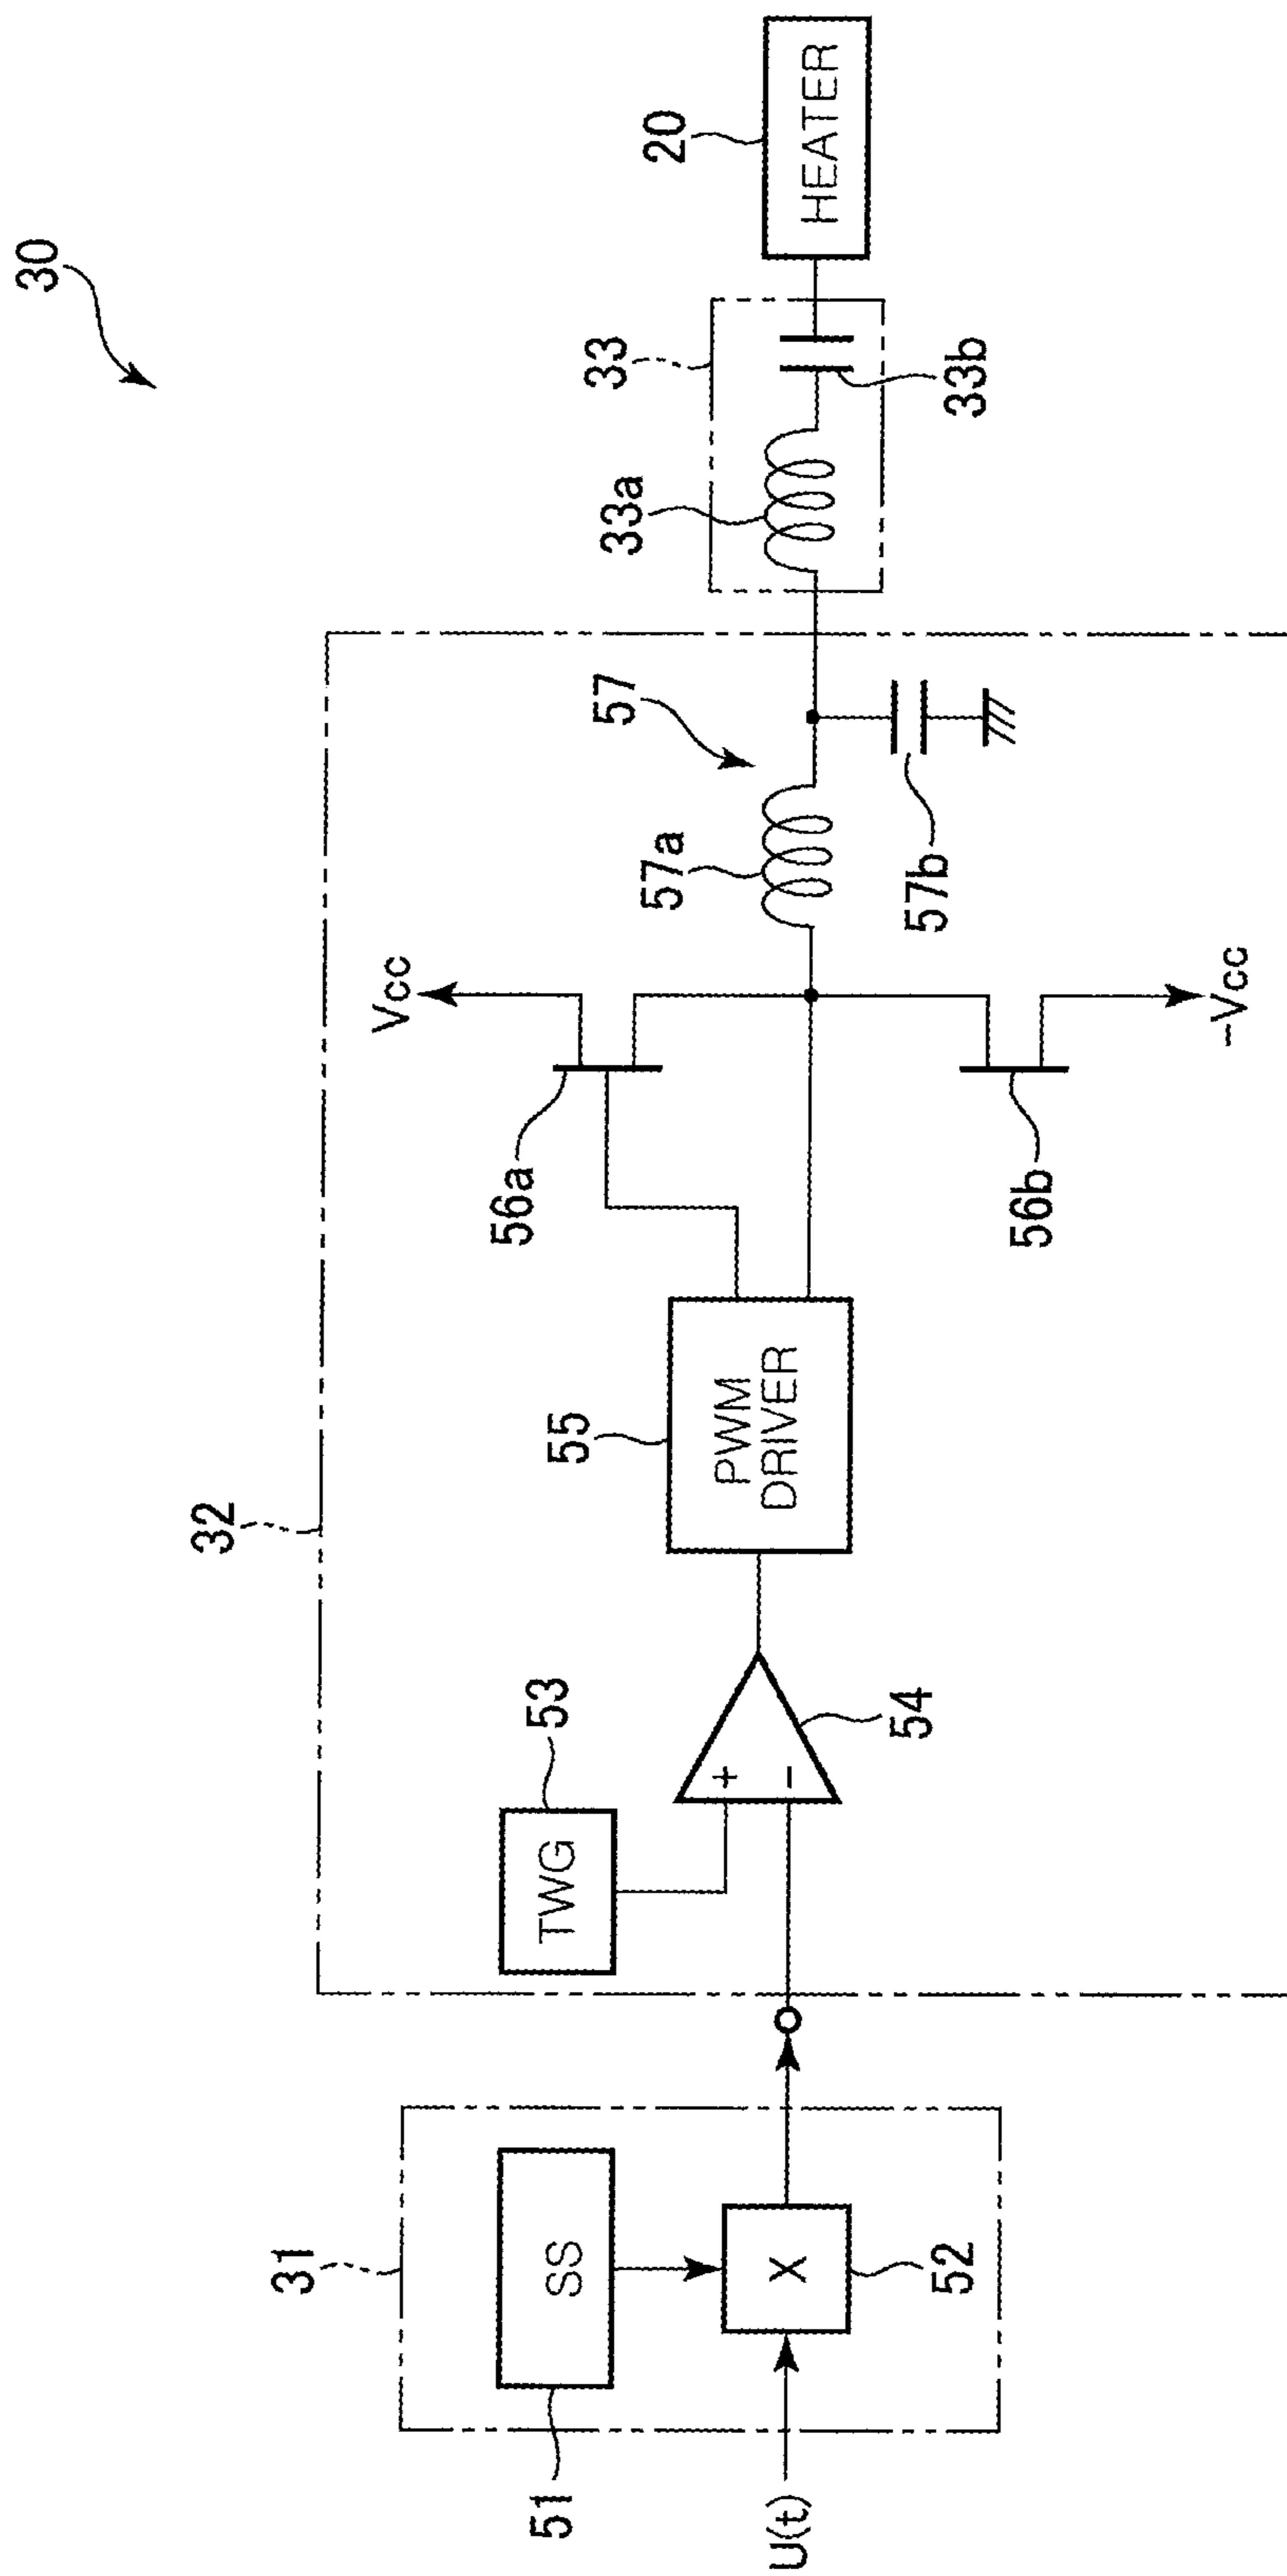 30
32
31
51
SS
X
52
U(t)
53
TWG
+
−
54
55
PWM
DRIVER
56a
56b
Vcc
−Vcc
57
57a
57b
33
33a
33b
20
HEATER